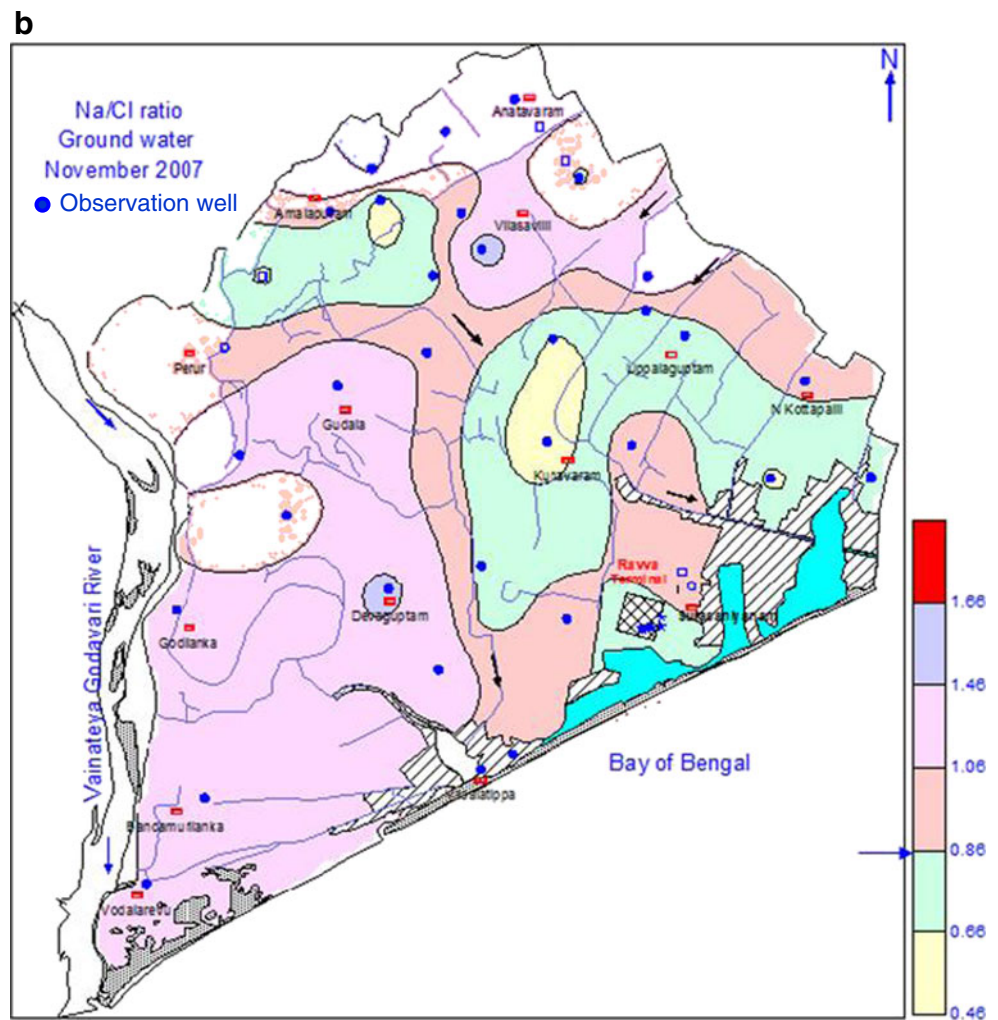 b
N
Na/Cl ratio
Ground water
November 2007
Observation well
Anatavaram
Amalapuram
Vilasavilli
Perur
Uppalaguptam
N Kottapalli
Gudala
Kunavaram
Ravva
Terminal
Devaguptam
Godilanka
Vainateya Godavari River
Bay of Bengal
Vasalatippa
Bandamurilanka
Vodalarevu
1.66
1.46
1.06
0.86
0.66
0.46